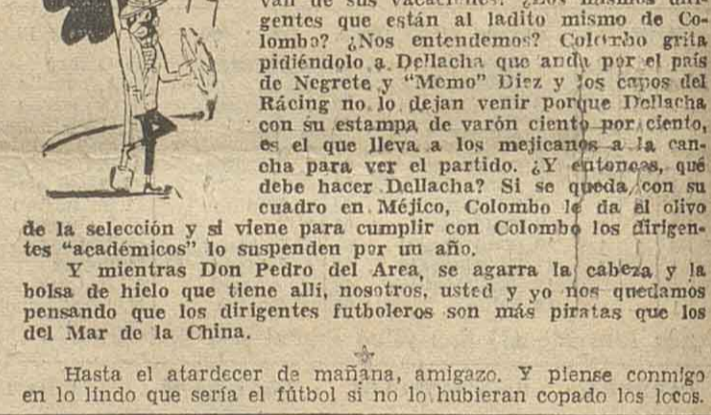 van de sus vacaciones? ¿Los mismos diri-
gentes que están al ladito mismo de Co-
lombo? ¿Nos entendemos? Colombo grita
pidiéndolo a Dellacha que anda por el país
de Negrete y "Memo" Diez y los capos del
Rácing no lo dejan venir porque Dellacha
con su estampa de varón ciento por ciento,
es el que lleva a los mejicanos a la can-
cha para ver el partido. ¿Y entonces, qué
debe hacer Dellacha? Si se queda con su
cuadro en Méjico, Colombo le da el olivo
de la selección y si viene para cumplir con Colombo los dirigen-
tes "académicos" lo suspenden por un año.
Y mientras Don Pedro del Area, se agarra la cabeza y la
bolsa de hielo que tiene allí, nosotros, usted y yo nos quedamos
pensando que los dirigentes futboleros son más piratas que los
del Mar de la China.
Hasta el atardecer de mañana, amigazo. Y piense conmigo
en lo lindo que sería el fútbol si no lo hubieran copado los locos.